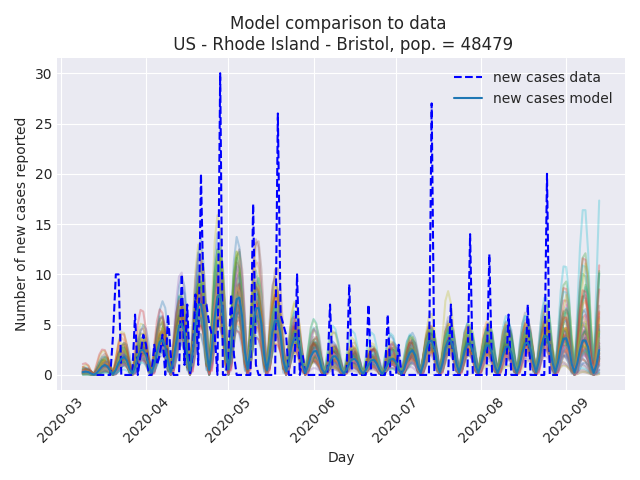 Model comparison to data
US - Rhode Island - Bristol, pop. = 48479
new cases data
new cases model
Number of new cases reported
30
25
20
15
10
5
0
2020-03
2020-04
2020-05
2020-06
2020-07
2020-08
2020-09
Day